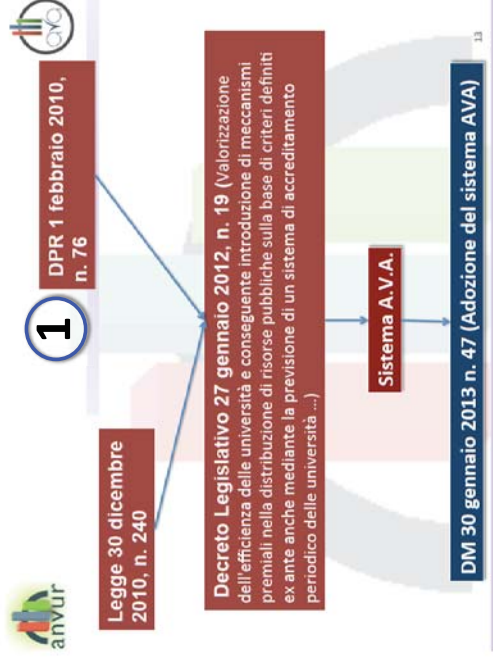 anvur
ava
1
DPR 1 febbraio 2010,
n. 76
Legge 30 dicembre
2010, n. 240
Decreto Legislativo 27 gennaio 2012, n. 19 (Valorizzazione
dell'efficienza delle università e conseguente introduzione di meccanismi
premiali nella distribuzione di risorse pubbliche sulla base di criteri definiti
ex ante anche mediante la previsione di un sistema di accreditamento
periodico delle università ...)
Sistema A.V.A.
DM 30 gennaio 2013 n. 47 (Adozione del sistema AVA)
13